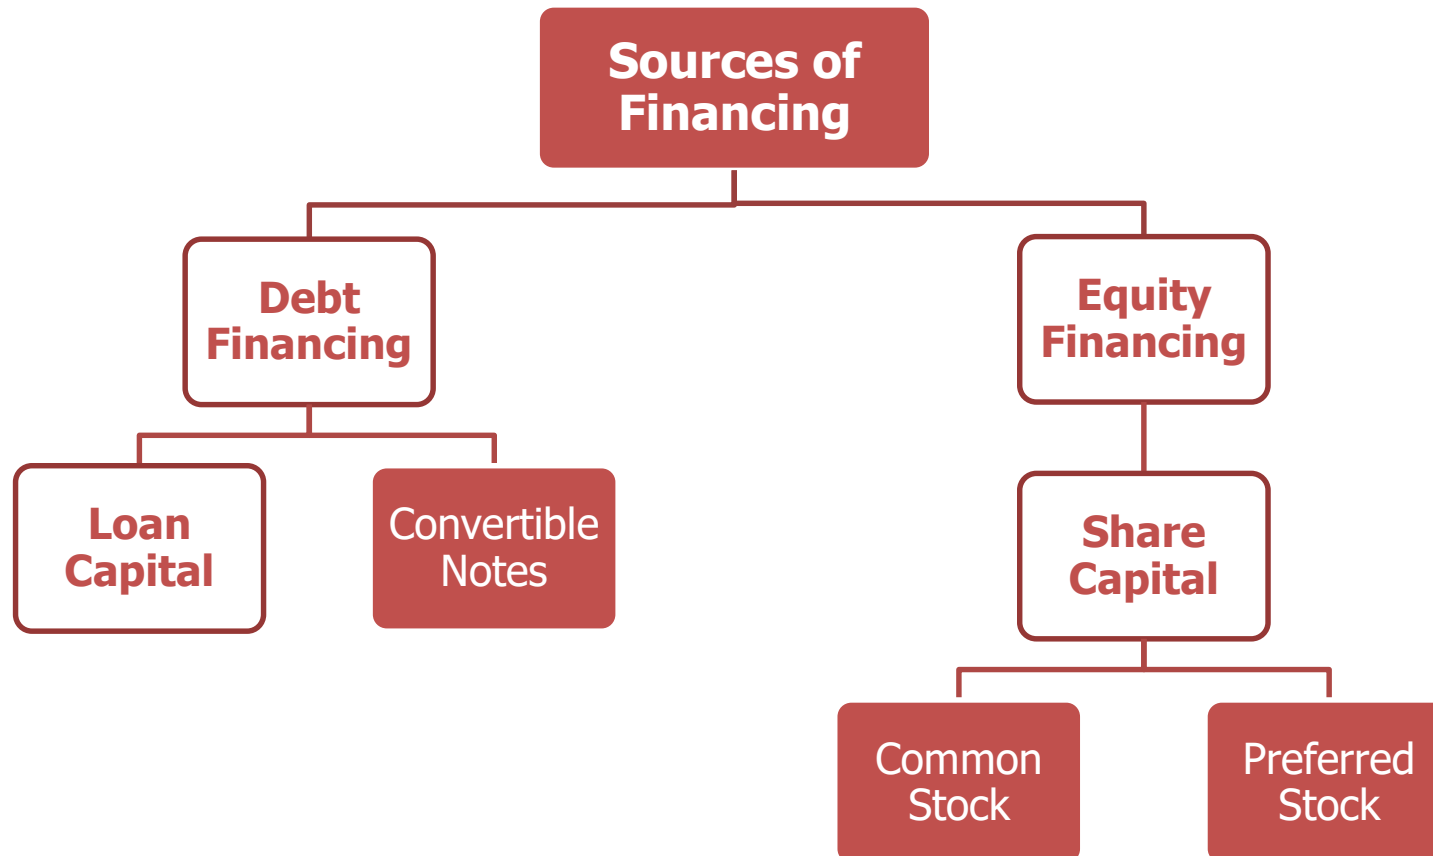 Sources of
Financing
Debt
Financing
Equity
Financing
Loan
Capital
Convertible
Notes
Share
Capital
Common
Stock
Preferred
Stock